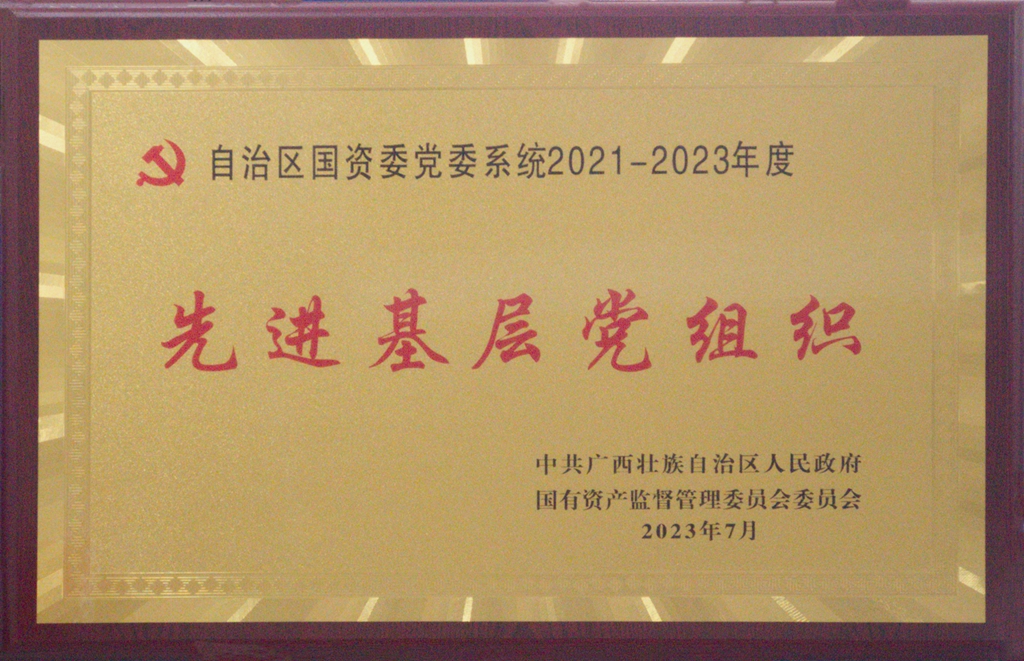 自治区国资委党委系统2021-2023年度
先进基层党组织
中共广西壮族自治区人民政府
国有资产监督管理委员会委员会
2023年7月